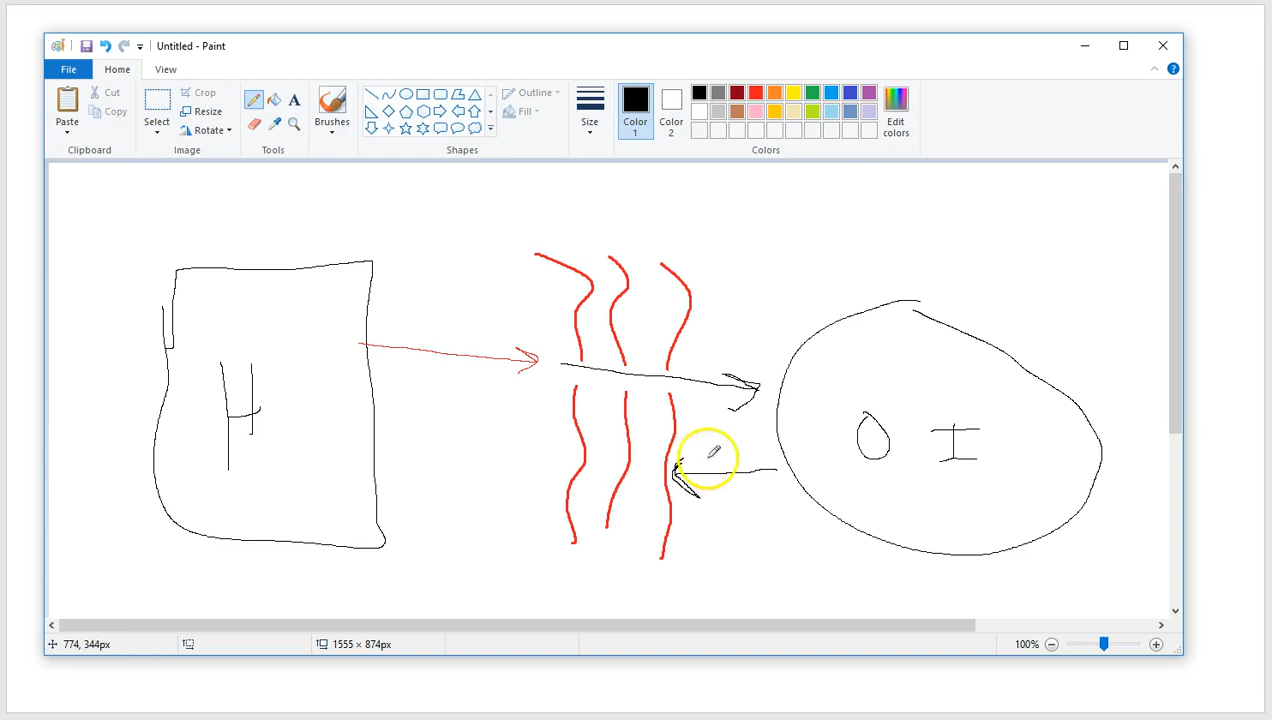 Untitled - Paint
File Home View
Cut
Copy
Paste
Clipboard
Select
Crop
Resize
Rotate
Image
Tools
Brushes
Outline
Fill
Shapes
Size
Color 1
Color 2
Edit colors
Colors
H
O I
774, 344px
1555 × 874px
100%